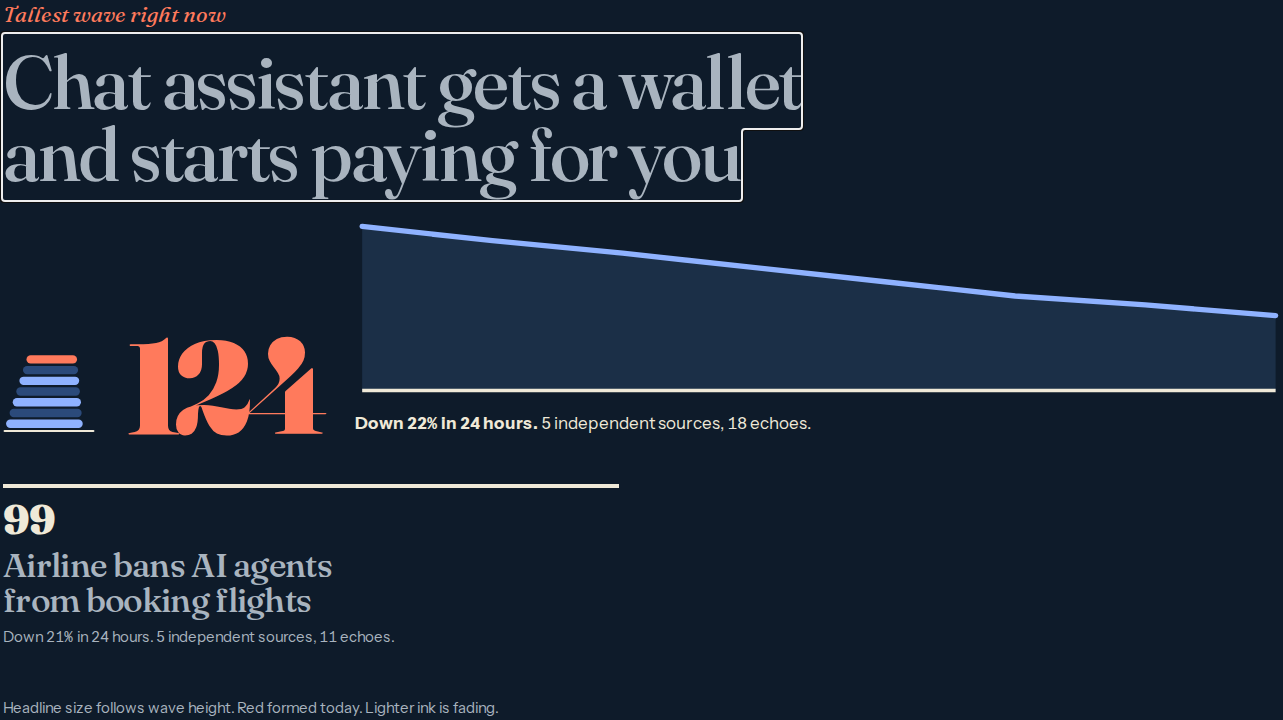 Tallest wave right now
Chat assistant gets a wallet
and starts paying for you
124
Down 22% in 24 hours. 5 independent sources, 18 echoes.
99
Airline bans AI agents
from booking flights
Down 21% in 24 hours. 5 independent sources, 11 echoes.
Headline size follows wave height. Red formed today. Lighter ink is fading.